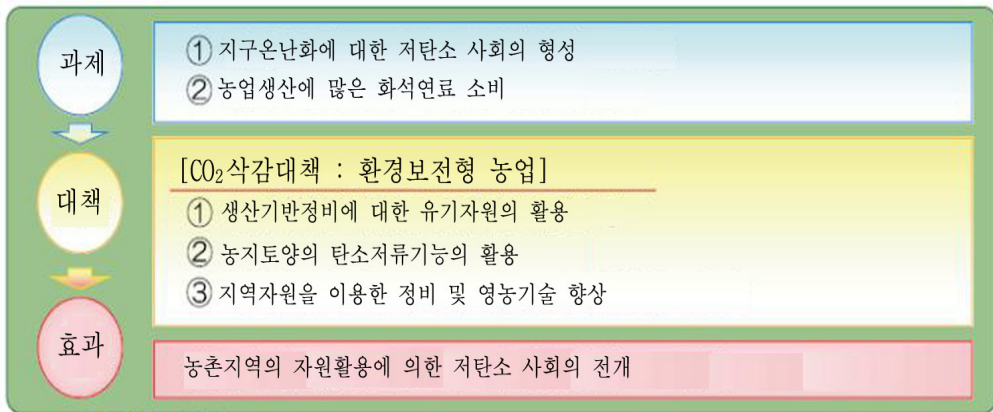 과제
① 지구온난화에 대한 저탄소 사회의 형성
② 농업생산에 많은 화석연료 소비
대책
[CO₂삭감대책 : 환경보전형 농업]
① 생산기반정비에 대한 유기자원의 활용
② 농지토양의 탄소저류기능의 활용
③ 지역자원을 이용한 정비 및 영농기술 향상
효과
농촌지역의 자원활용에 의한 저탄소 사회의 전개